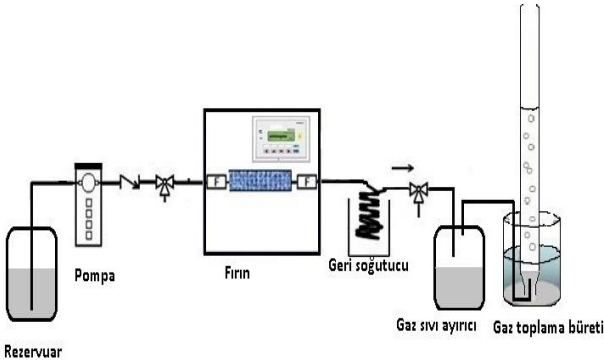 F
F
Pompa
Fırın
Geri soğutucu
Rezervuar
Gaz sıvı ayırıcı
Gaz toplama büreti